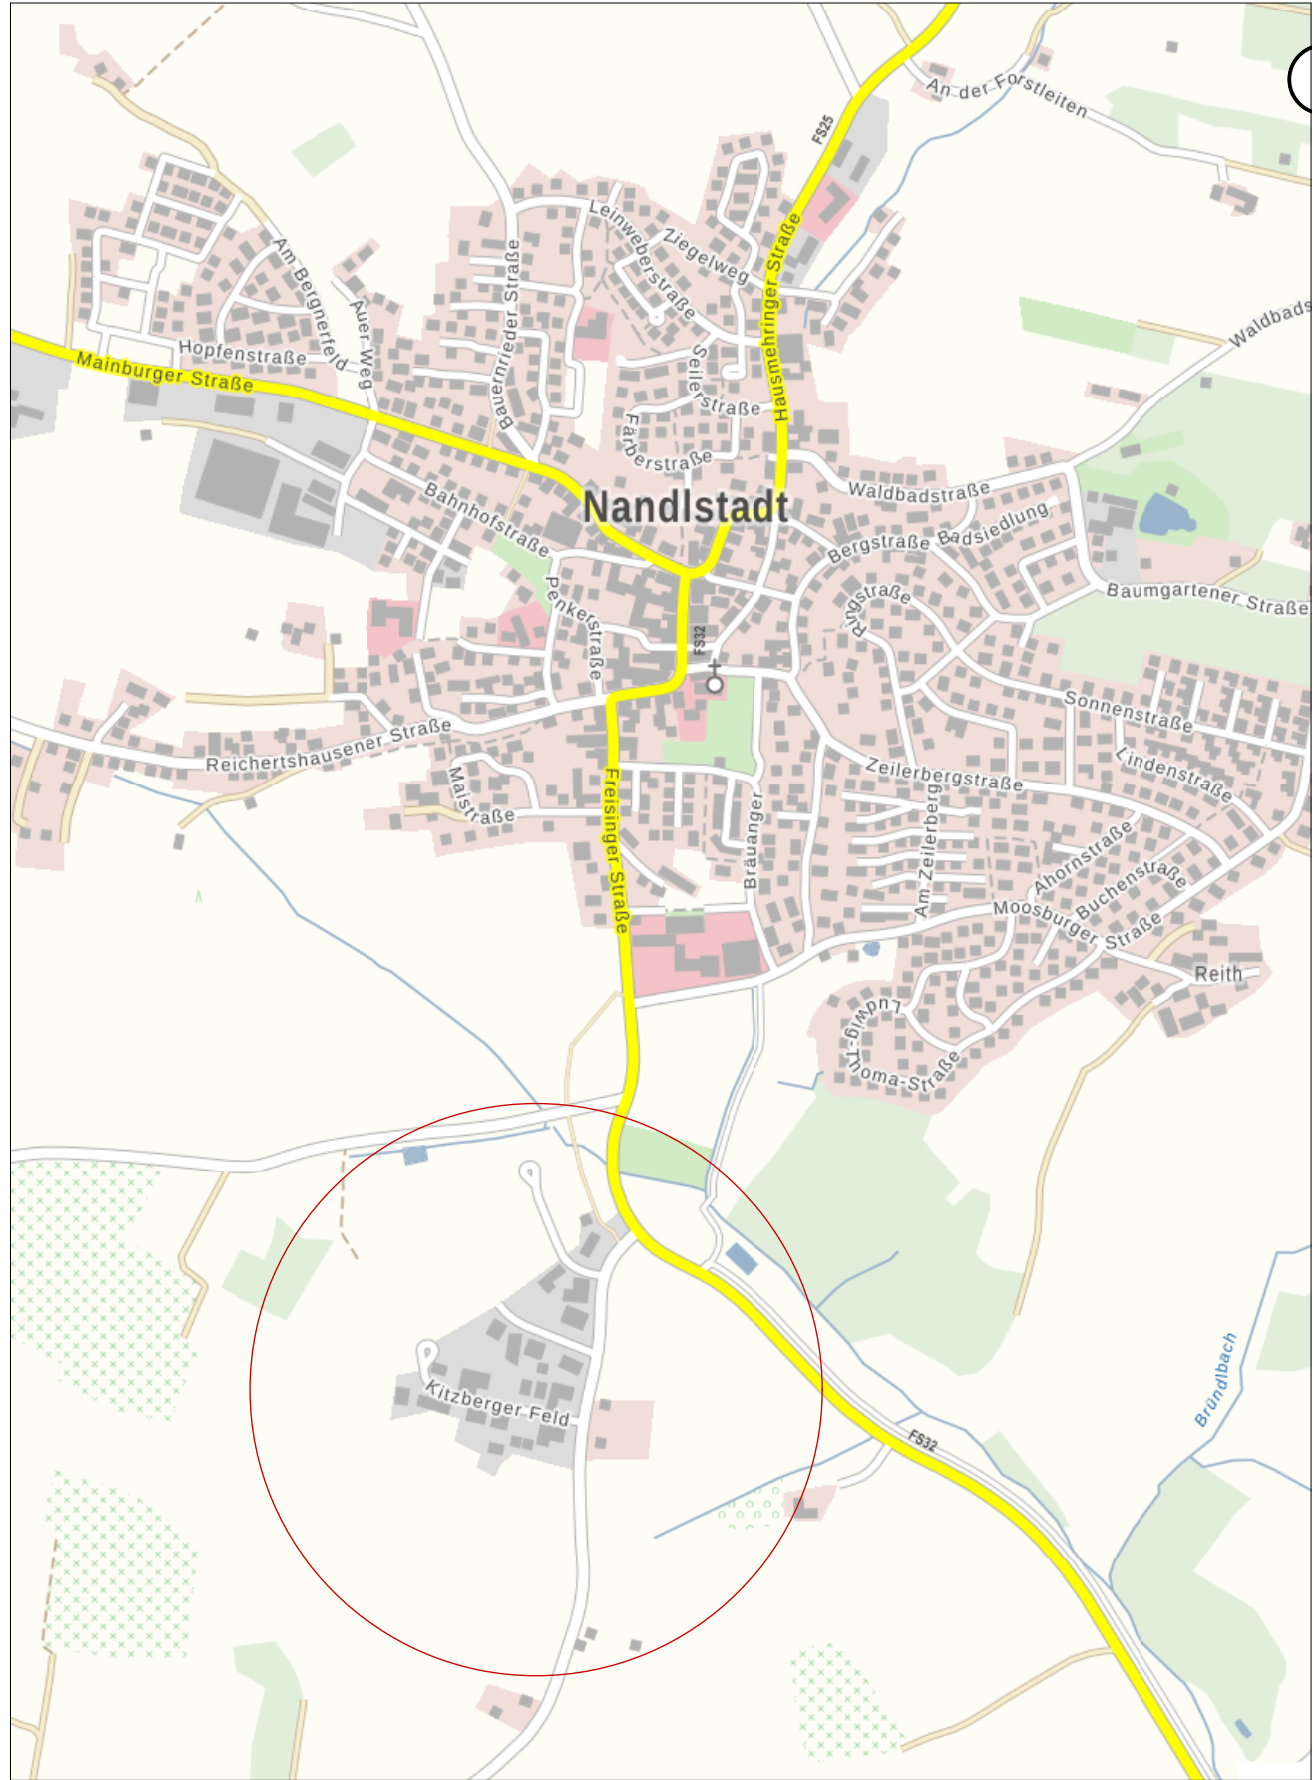 An der Forstleiten
FS25
Leinweberstraße
Ziegelweg
Hausmehringer Straße
Am Bergnerfeld
Auer Weg
Bauernrieder Straße
Waldbads
Hopfenstraße
Mainburger Straße
Seilerstraße
Färberstraße
Bahnhofstraße
Nandlstadt
Waldbadstraße
Badsiedlung
Bergstraße
Penkerstraße
Ringstraße
Baumgartener Straße
FS32
Sonnenstraße
Reichertshausener Straße
Lindenstraße
Zeilerbergstraße
Maistraße
Freisinger Straße
Bräuanger
Am Zeilerberg
Ahornstraße
Buchenstraße
Moosburger Straße
Reith
Ludwig-Thoma-Straße
Bründlbach
Kitzberger Feld
FS32